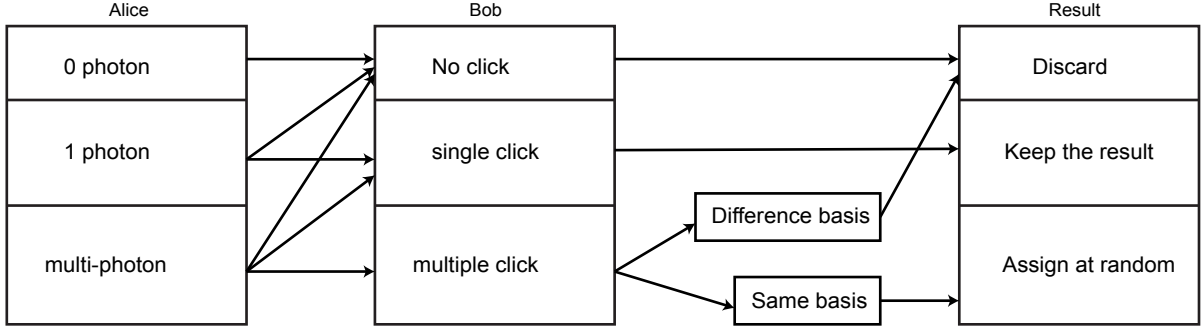 Alice
Bob
Result
0 photon
No click
Discard
1 photon
single click
Keep the result
Difference basis
multi-photon
multiple click
Assign at random
Same basis